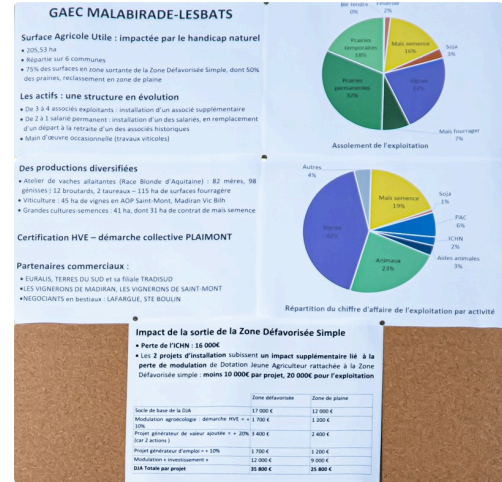 GAEC MALABIRADE-LESBATS
Surface Agricole Utile : impactée par le handicap naturel
• 205,53 ha
• Répartie sur 6 communes
• 75% des surfaces en zone sortante de la Zone Défavorisée Simple, dont 50%
des prairies, reclassement en zone de plaine
Les actifs : une structure en évolution
• De 3 à 4 associés exploitants : installation d'un associé supplémentaire
• De 2 à 1 salarié permanent : installation d'un des salariés, en remplacement
d'un départ à la retraite d'un des associés historiques
• Main d'œuvre occasionnelle (travaux viticoles)
Blé tendre
0%
2%
Maïs semence
16%
Soja
3%
Vignes
Maïs fourrager
7%
Prairies
permanentes
32%
Prairies
temporaires
18%
Assolement de l'exploitation
Des productions diversifiées
• Atelier de vaches allaitantes (Race Blonde d'Aquitaine) : 82 mères, 98
génisses ; 12 broutards, 2 taureaux – 115 ha de surfaces fourragère
• Viticulture : 45 ha de vignes en AOP Saint-Mont, Madiran Vic Bilh
• Grandes cultures-semences : 41 ha, dont 31 ha de contrat de maïs semence
Certification HVE – démarche collective PLAIMONT
Partenaires commerciaux :
• EURALIS, TERRES DU SUD et sa filiale TRADISUD
•LES VIGNERONS DE MADIRAN, LES VIGNERONS DE SAINT-MONT
•NEGOCIANTS en bestiaux : LAFARGUE, STE BOULIN
Autres
4%
Maïs semence
19%
Soja
1%
PAC
6%
ICHN
2%
Aides animales
3%
Animaux
23%
Vignes
Répartition du chiffre d'affaire de l'exploitation par activité
Impact de la sortie de la Zone Défavorisée Simple
• Perte de l'ICHN : 16 000€
• Les 2 projets d'installation subissent un impact supplémentaire lié à la
perte de modulation de Dotation Jeune Agriculteur rattachée à la Zone
Défavorisée simple : moins 10 000€ par projet, 20 000€ pour l'exploitation
Zone défavorisée Zone de plaine
Socle de base de la DJA 17 000 € 12 000 €
Modulation agroécologie : démarche HVE = + 10% 1 700 € 1 200 €
Projet générateur de valeur ajoutée = + 20% (car 2 actions ) 3 400 € 2 400 €
Projet générateur d'emploi = + 10% 1 700 € 1 200 €
Modulation « investissement » 12 000 € 9 000 €
DJA Totale par projet 35 800 € 25 800 €